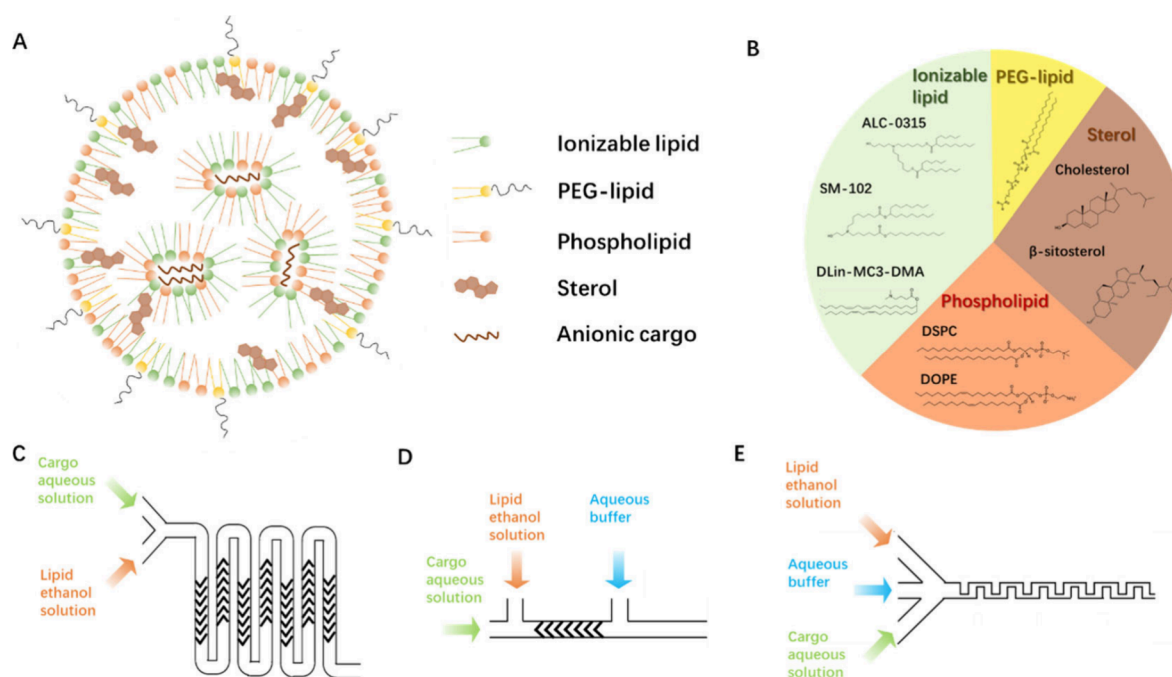 A
Ionizable lipid
PEG-lipid
Phospholipid
Sterol
Anionic cargo
B
Ionizable
lipid
PEG-lipid
ALC-0315
Sterol
Cholesterol
SM-102
β-sitosterol
DLin-MC3-DMA
Phospholipid
DSPC
DOPE
C
Cargo
aqueous
solution
Lipid
ethanol
solution
D
Lipid
ethanol
solution
Aqueous
buffer
Cargo
aqueous
solution
E
Lipid
ethanol
solution
Aqueous
buffer
Cargo
aqueous
solution